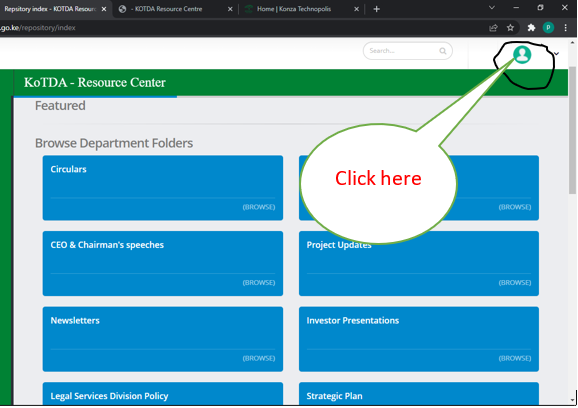 Repsitory index - KOTDA Resourc
- KOTDA Resource Centre
Home | Konza Technopolis
.go.ke/repository/index
P
Search...
KoTDA - Resource Center
Featured
Browse Department Folders
Click here
Circulars
(BROWSE)
(BROWSE)
CEO & Chairman's speeches
Project Updates
(BROWSE)
(BROWSE)
Newsletters
Investor Presentations
(BROWSE)
(BROWSE)
Legal Services Division Policy
Strategic Plan